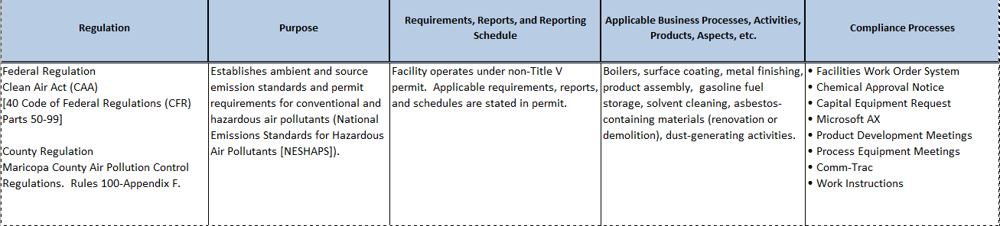 Regulation
Purpose
Requirements, Reports, and Reporting
Schedule
Applicable Business Processes, Activities,
Products, Aspects, etc.
Compliance Processes
Federal Regulation
Clean Air Act (CAA)
[40 Code of Federal Regulations (CFR)
Parts 50-99]
County Regulation
Maricopa County Air Pollution Control
Regulations.  Rules 100-Appendix F.
Establishes ambient and source
emission standards and permit
requirements for conventional and
hazardous air pollutants (National
Emissions Standards for Hazardous
Air Pollutants [NESHAPS]).
Facility operates under non-Title V
permit.  Applicable requirements, reports,
and schedules are stated in permit.
Boilers, surface coating, metal finishing,
product assembly,  gasoline fuel
storage, solvent cleaning, asbestos-
containing materials (renovation or
demolition), dust-generating activities.
• Facilities Work Order System
• Chemical Approval Notice
• Capital Equipment Request
• Microsoft AX
• Product Development Meetings
• Process Equipment Meetings
• Comm-Trac
• Work Instructions